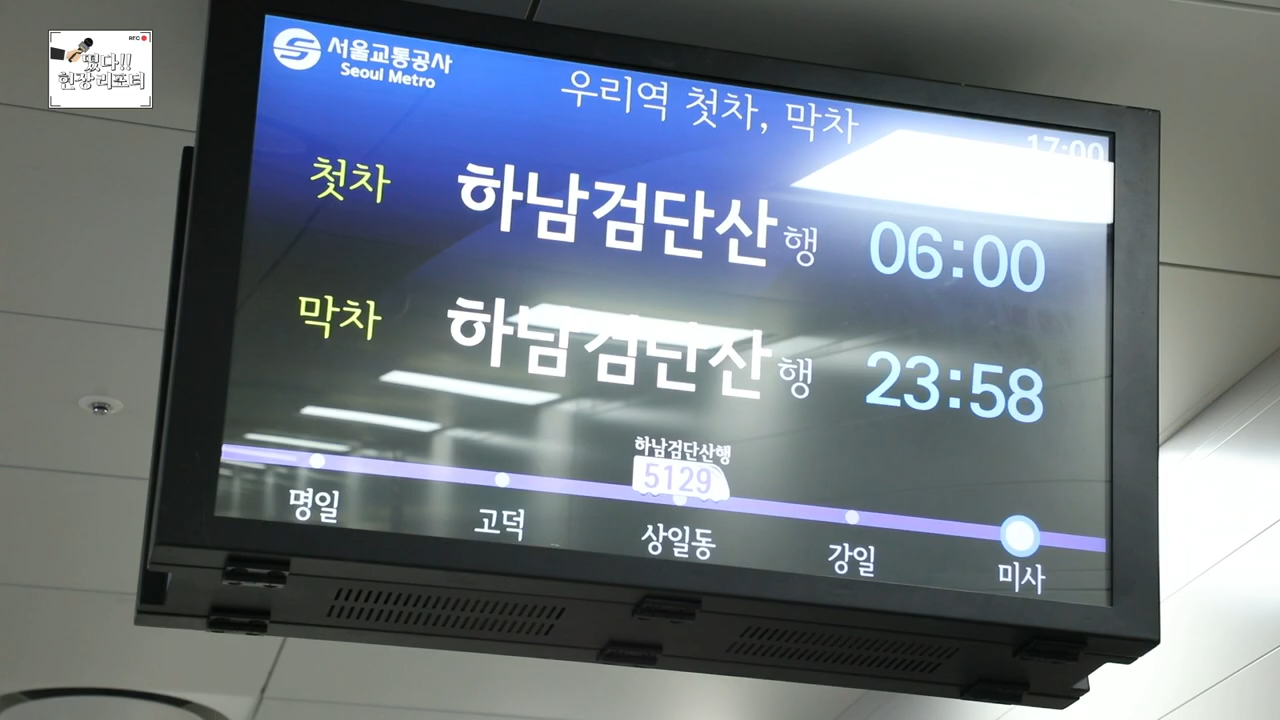 REC
떴다!!
현장리포터
서울교통공사
Seoul Metro
우리역 첫차, 막차
17:00
첫차 하남검단산행 06:00
막차 하남검단산행 23:58
하남검단산행
5129
명일 고덕 상일동 강일 미사